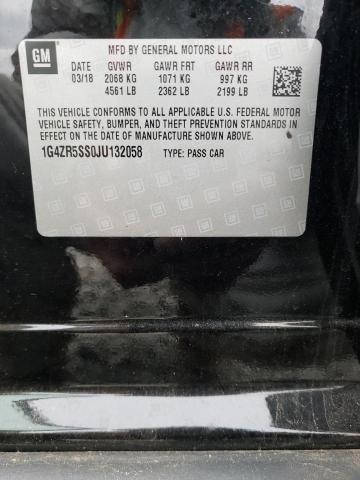 GM
MFD BY GENERAL MOTORS LLC
DATE GVWR GAWR FRT GAWR RR
03/18 2068 KG 1071 KG 997 KG
4561 LB 2362 LB 2199 LB
THIS VEHICLE CONFORMS TO ALL APPLICABLE U.S. FEDERAL MOTOR
VEHICLE SAFETY, BUMPER, AND THEFT PREVENTION STANDARDS IN
EFFECT ON THE DATE OF MANUFACTURE SHOWN ABOVE.
1G4ZR5SS0JU132058 TYPE: PASS CAR